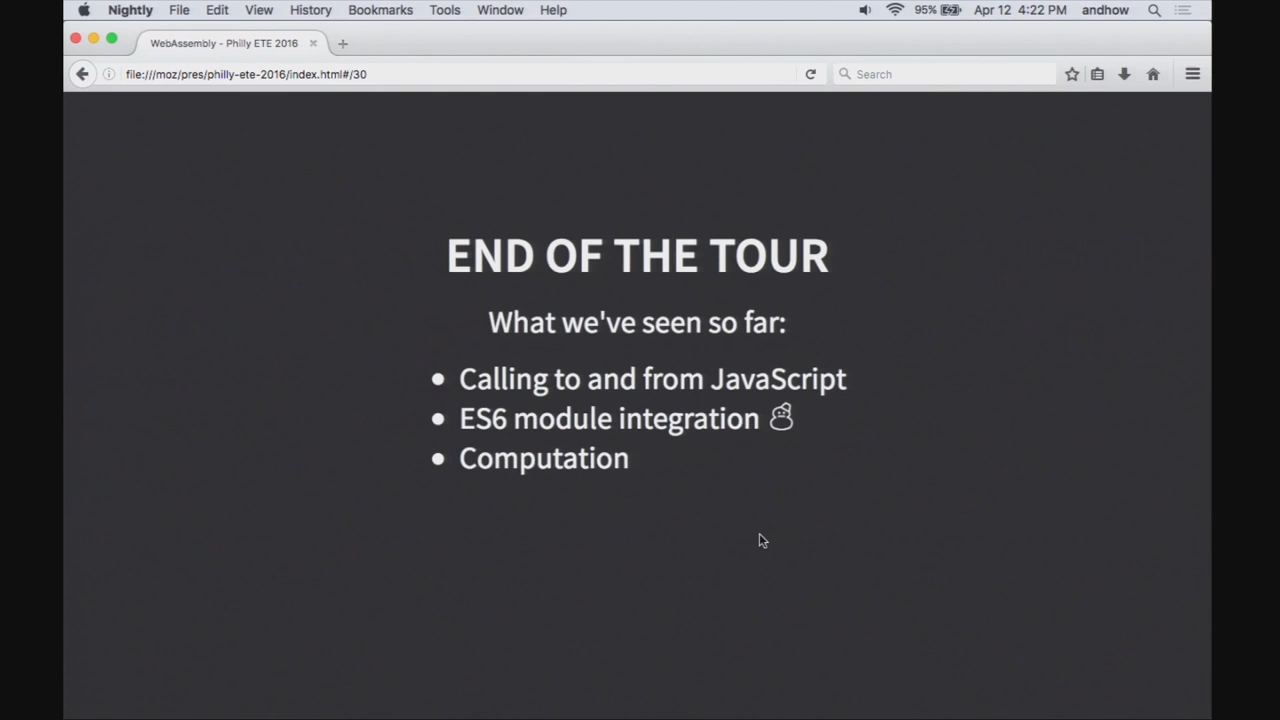 Nightly File Edit View History Bookmarks Tools Window Help 95% Apr 12 4:22 PM andhow
WebAssembly - Philly ETE 2016
file:///moz/pres/philly-ete-2016/index.html#/30 Search
END OF THE TOUR
What we've seen so far:
• Calling to and from JavaScript
• ES6 module integration ☃
• Computation